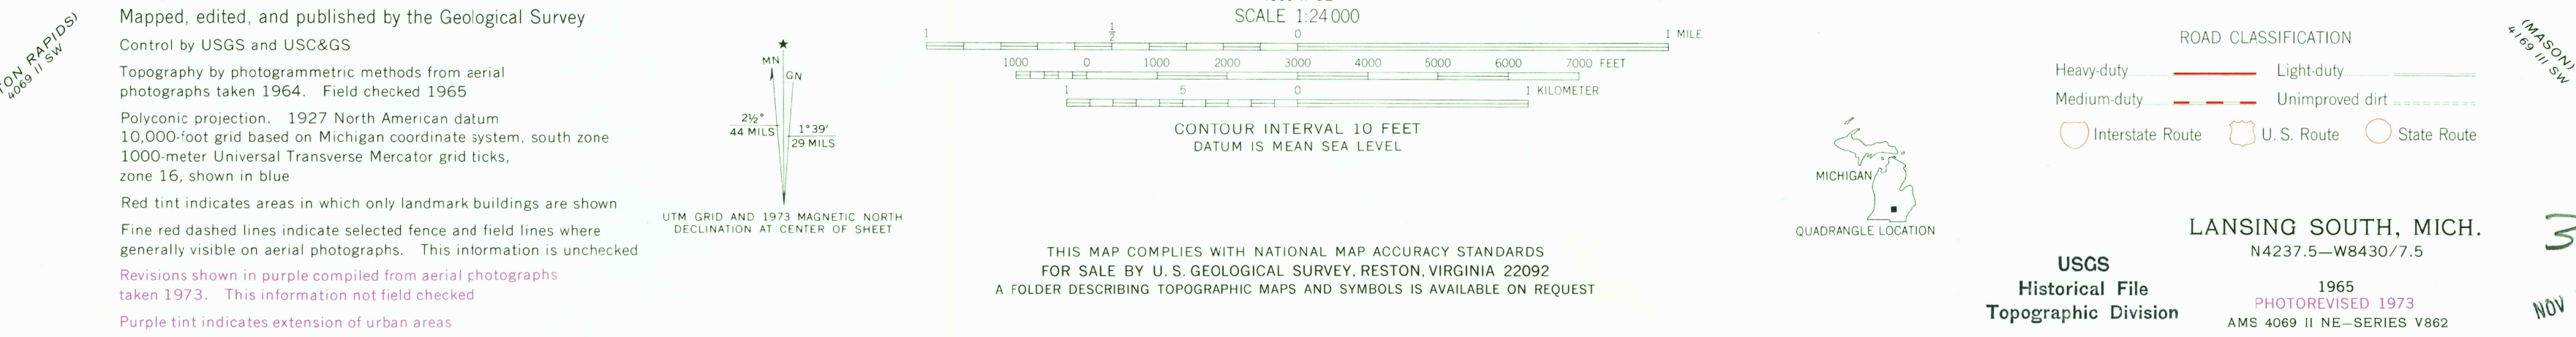 ON RAPIDS)
4069 II SW
Mapped, edited, and published by the Geological Survey
Control by USGS and USC&GS
Topography by photogrammetric methods from aerial
photographs taken 1964. Field checked 1965
Polyconic projection. 1927 North American datum
10,000-foot grid based on Michigan coordinate system, south zone
1000-meter Universal Transverse Mercator grid ticks,
zone 16, shown in blue
Red tint indicates areas in which only landmark buildings are shown
Fine red dashed lines indicate selected fence and field lines where
generally visible on aerial photographs. This information is unchecked
Revisions shown in purple compiled from aerial photographs
taken 1973. This information not field checked
Purple tint indicates extension of urban areas
★
MN
GN
2½°
44 MILS
1°39′
29 MILS
UTM GRID AND 1973 MAGNETIC NORTH
DECLINATION AT CENTER OF SHEET
SCALE 1:24 000
1 ½ 0 1 MILE
1000 0 1000 2000 3000 4000 5000 6000 7000 FEET
1 .5 0 1 KILOMETER
CONTOUR INTERVAL 10 FEET
DATUM IS MEAN SEA LEVEL
THIS MAP COMPLIES WITH NATIONAL MAP ACCURACY STANDARDS
FOR SALE BY U. S. GEOLOGICAL SURVEY, RESTON, VIRGINIA 22092
A FOLDER DESCRIBING TOPOGRAPHIC MAPS AND SYMBOLS IS AVAILABLE ON REQUEST
MICHIGAN
QUADRANGLE LOCATION
ROAD CLASSIFICATION
Heavy-duty Light-duty
Medium-duty Unimproved dirt
Interstate Route U. S. Route State Route
(MASON)
4169 III SW
LANSING SOUTH, MICH.
N4237.5—W8430/7.5
1965
PHOTOREVISED 1973
AMS 4069 II NE—SERIES V862
USGS
Historical File
Topographic Division
3
NOV